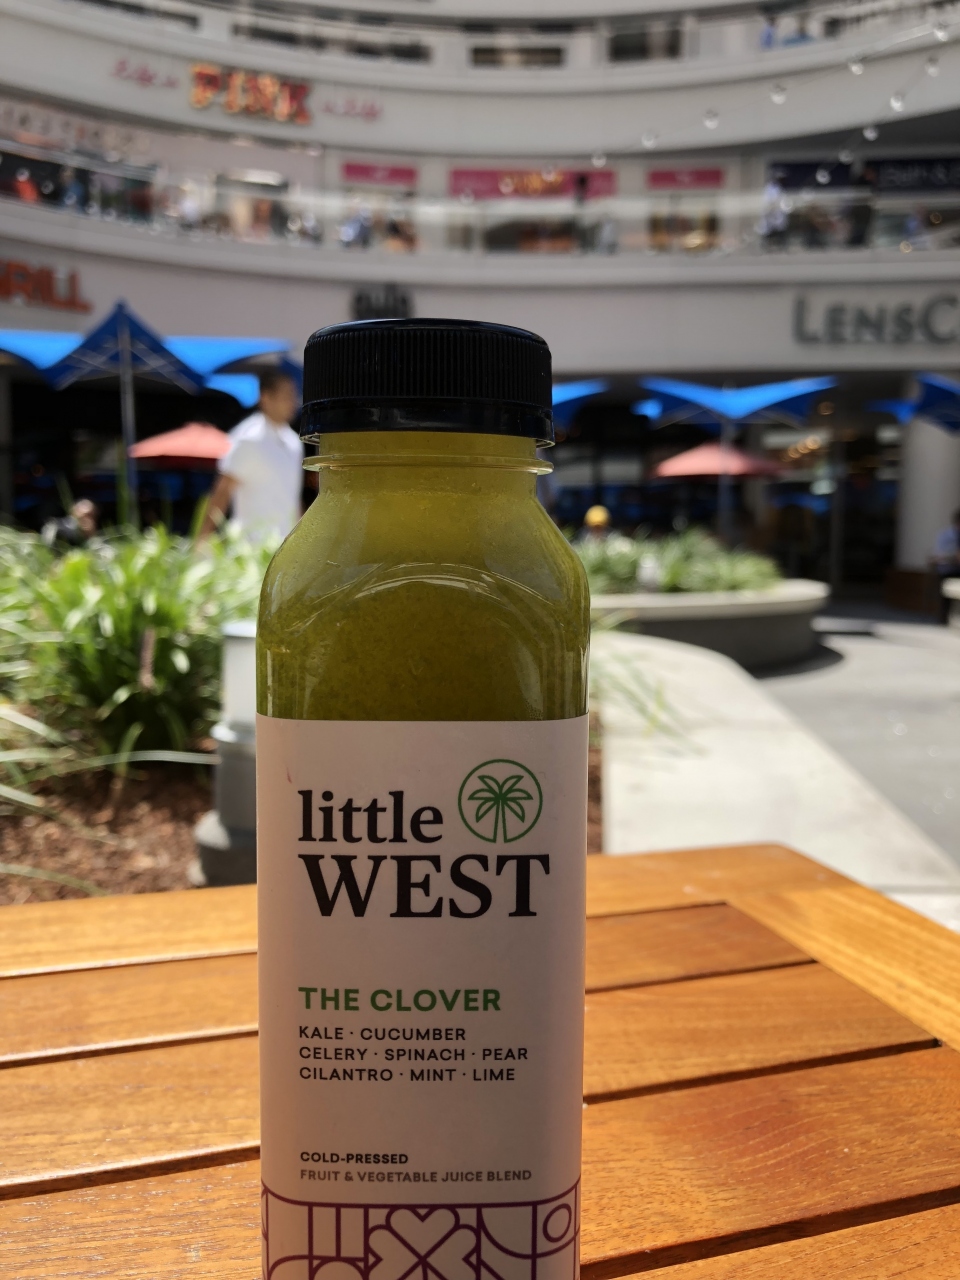 PINK
GRILL
LENSC
little
WEST
THE CLOVER
KALE · CUCUMBER
CELERY · SPINACH · PEAR
CILANTRO · MINT · LIME
COLD-PRESSED
FRUIT & VEGETABLE JUICE BLEND